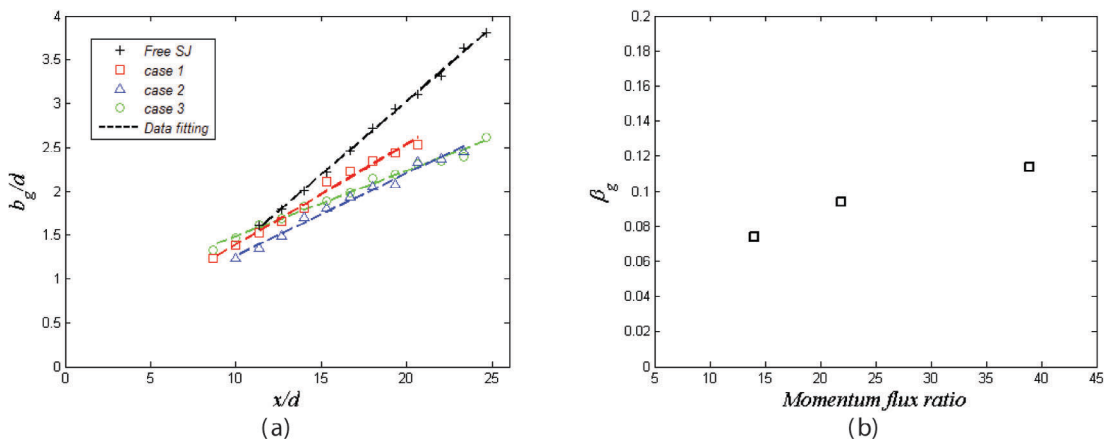 4
3.5
3
2.5
2
1.5
1
0.5
0
b_g/d
Free SJ
case 1
case 2
case 3
Data fitting
0 5 10 15 20 25
x/d
(a)
0.2
0.18
0.16
0.14
0.12
0.1
0.08
0.06
0.04
0.02
0
β_g
5 10 15 20 25 30 35 40 45
Momentum flux ratio
(b)